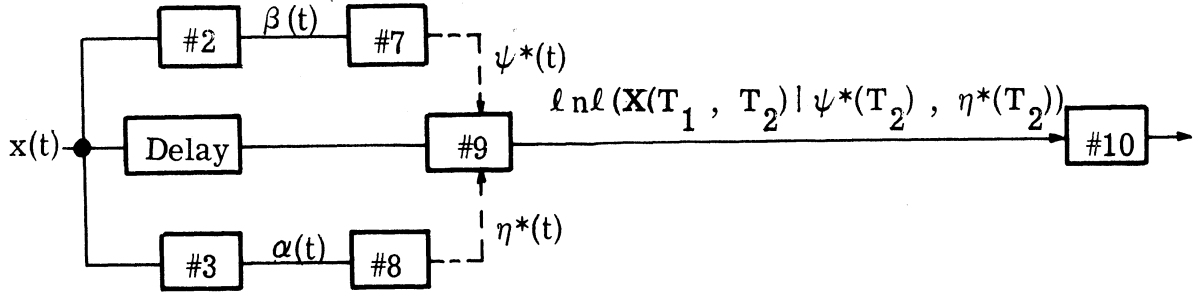 #2 β(t) #7
ψ*(t)
ℓnℓ(X(T₁ , T₂)| ψ*(T₂) , η*(T₂))
x(t) Delay #9 #10
η*(t)
#3 α(t) #8